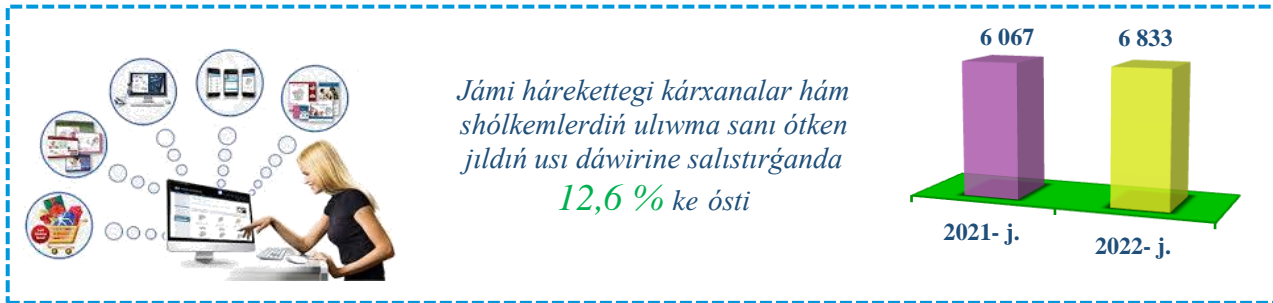 Jámi hárekettegi kárxanalar hám
shólkemlerdiń ulıwma sanı ótken
jıldıń usı dáwirine salıstırǵanda
12,6 % ke ósti
6 067
6 833
2021- j.
2022- j.